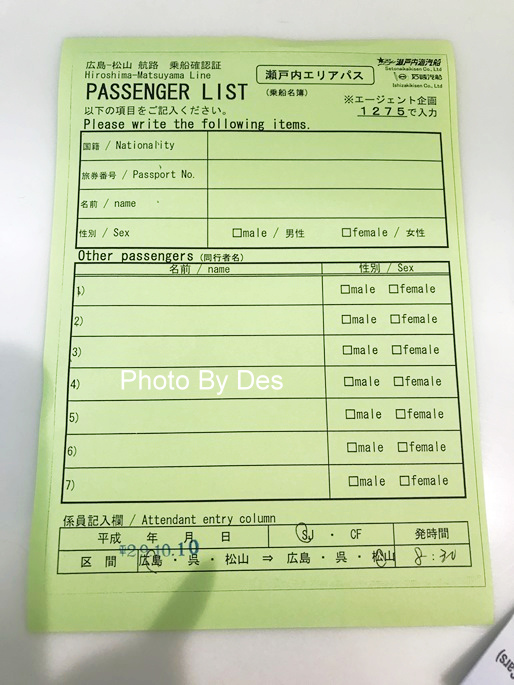 広島-松山 航路 乗船確認証
Hiroshima-Matsuyama Line
瀬戸内エリアパス
瀬戸内海汽船
Setonaikaikisen Co., Ltd
石崎汽船
Ishizakikisen Co., Ltd
PASSENGER LIST (乗船名簿)
※エージェント企画
1275で入力
以下の項目をご記入ください。
Please write the following items.
国籍 / Nationality
旅券番号 / Passport No.
名前 / name
性別 / Sex □male / 男性 □female / 女性
Other passengers (同行者名)
名前 / name 性別 / Sex
1) □male □female
2) □male □female
3) □male □female
4) □male □female
Photo By Des
5) □male □female
6) □male □female
7) □male □female
係員記入欄 / Attendant entry column
平成 年 月 日 SJ ・ CF 発時間
29.10.10
区 間 広島 ・ 呉 ・ 松山 ⇒ 広島 ・ 呉 ・ 松山 8:30